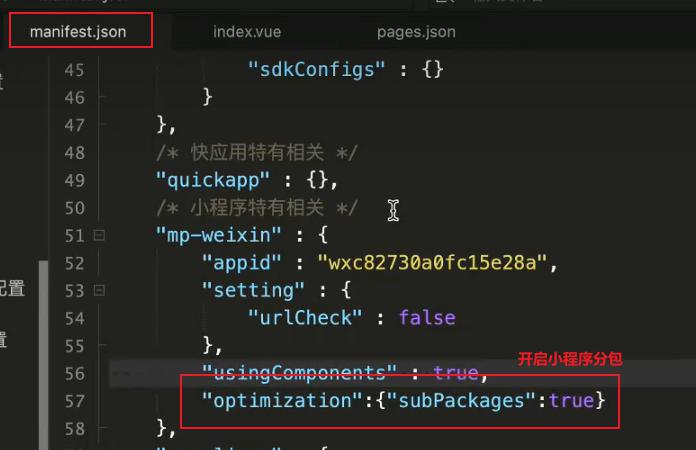 manifest.json index.vue pages.json
45 "sdkConfigs" : {}
46 }
47 },
48 /* 快应用特有相关 */
49 "quickapp" : {},
50 /* 小程序特有相关 */
51 "mp-weixin" : {
52 "appid" : "wxc82730a0fc15e28a",
53 "setting" : {
配置
54 "urlCheck" : false
置
55 },
开启小程序分包
56 "usingComponents" : true,
57 "optimization":{"subPackages":true}
58 },